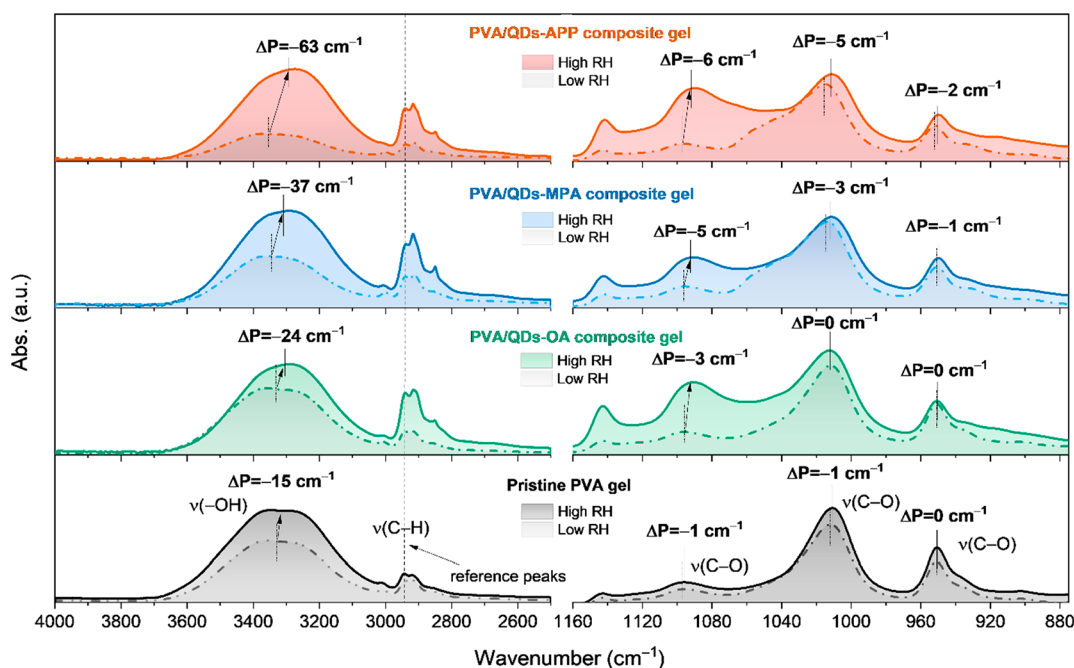 PVA/QDs-APP composite gel
High RH
Low RH
ΔP=−63 cm⁻¹
ΔP=−6 cm⁻¹
ΔP=−5 cm⁻¹
ΔP=−2 cm⁻¹
PVA/QDs-MPA composite gel
High RH
Low RH
ΔP=−37 cm⁻¹
ΔP=−5 cm⁻¹
ΔP=−3 cm⁻¹
ΔP=−1 cm⁻¹
PVA/QDs-OA composite gel
High RH
Low RH
ΔP=−24 cm⁻¹
ΔP=−3 cm⁻¹
ΔP=0 cm⁻¹
ΔP=0 cm⁻¹
Pristine PVA gel
High RH
Low RH
ΔP=−15 cm⁻¹
ν(−OH)
ν(C−H)
reference peaks
ΔP=−1 cm⁻¹
ν(C−O)
ΔP=−1 cm⁻¹
ν(C−O)
ΔP=0 cm⁻¹
ν(C−O)
Abs. (a.u.)
4000 3800 3600 3400 3200 3000 2800 2600 1160 1120 1080 1040 1000 960 920 880
Wavenumber (cm⁻¹)